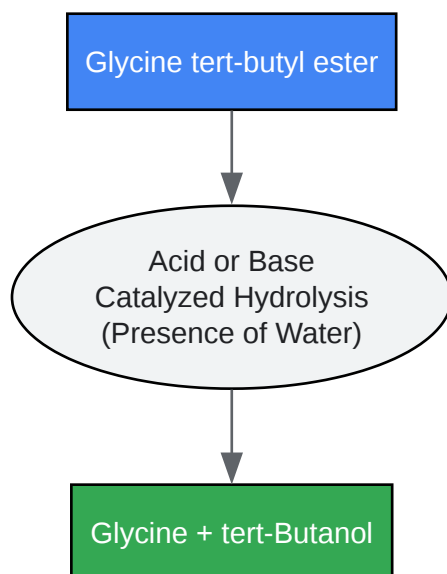 Glycine tert-butyl ester
Acid or Base
Catalyzed Hydrolysis
(Presence of Water)
Glycine + tert-Butanol